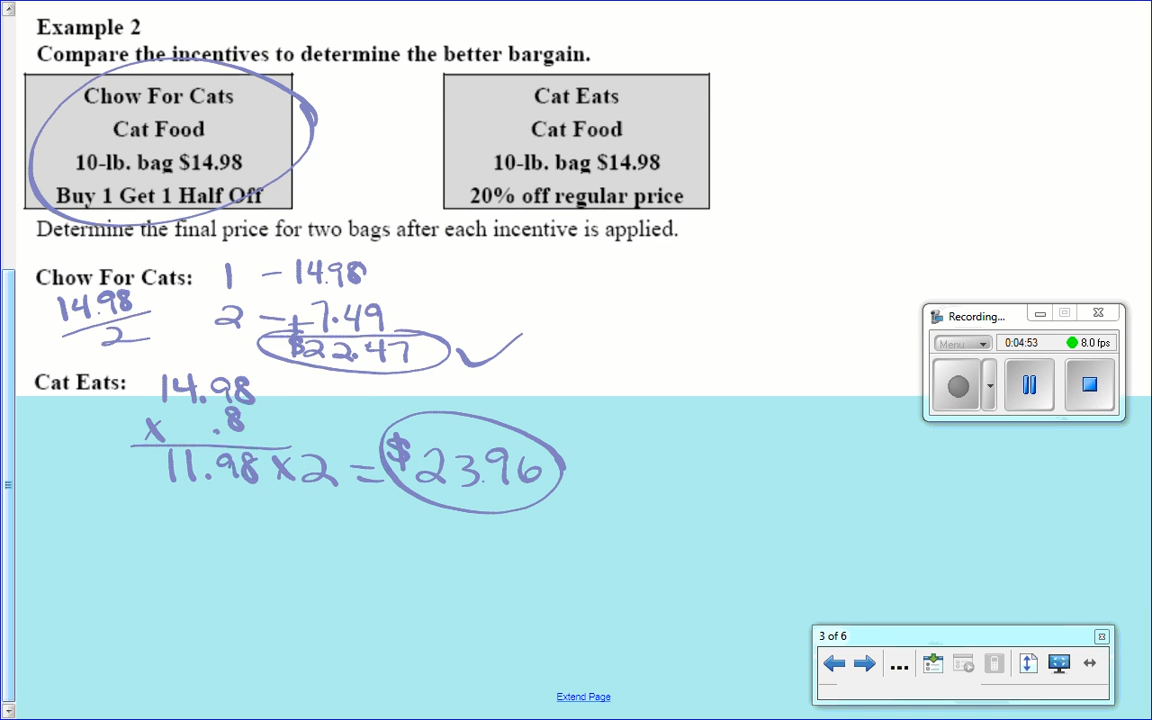 Example 2
Compare the incentives to determine the better bargain.
Chow For Cats
Cat Food
10-lb. bag $14.98
Buy 1 Get 1 Half Off
Cat Eats
Cat Food
10-lb. bag $14.98
20% off regular price
Determine the final price for two bags after each incentive is applied.
Chow For Cats: 1 - 14.98
14.98
2
2 - + 7.49
$22.47
Cat Eats: 14.98
x .8
11.98 x 2 = $23.96
Recording...
Menu 0:04:53 8.0 fps
3 of 6
...
Extend Page